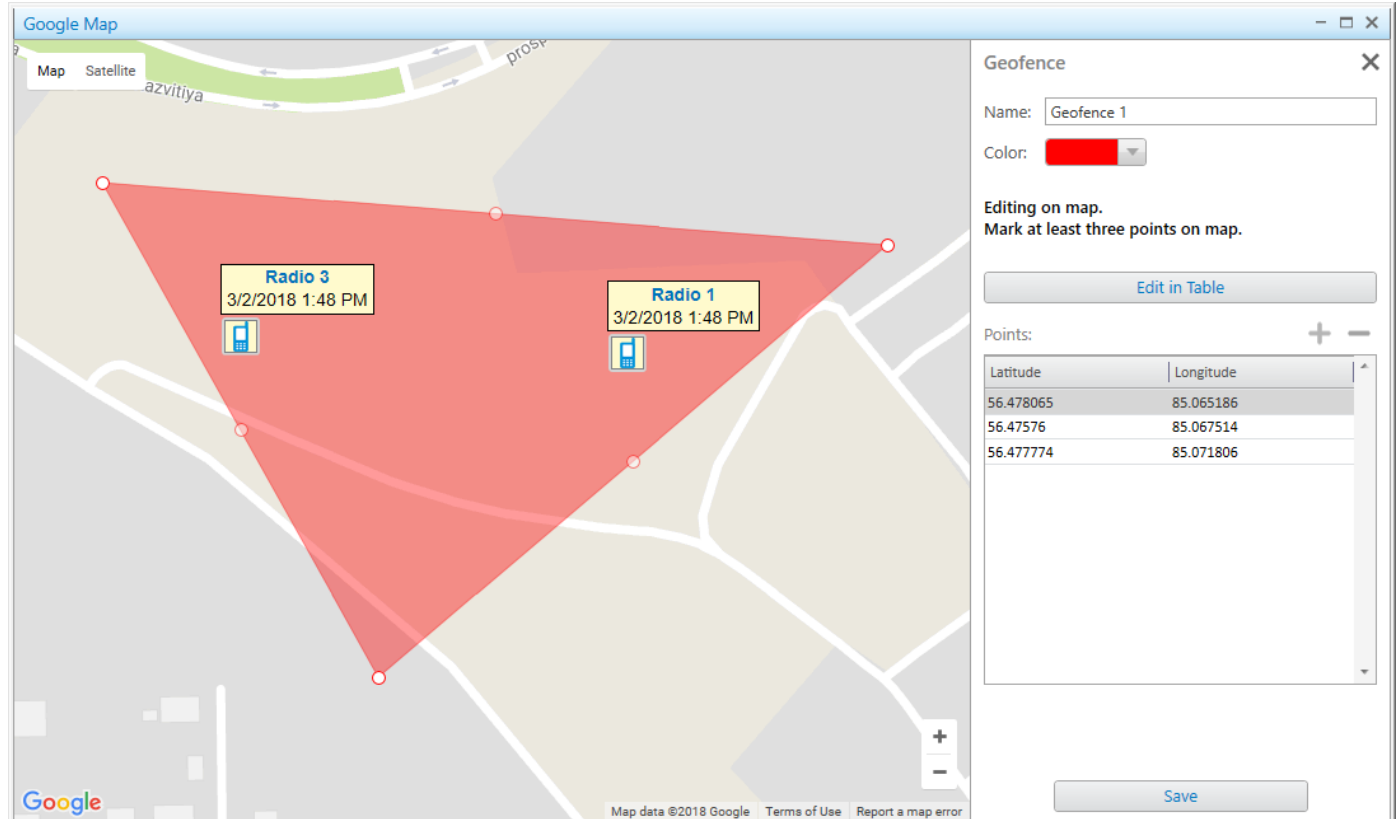 Google Map
Map Satellite
azvitiya
prosp
Radio 3
3/2/2018 1:48 PM
Radio 1
3/2/2018 1:48 PM
Google
Map data ©2018 Google Terms of Use Report a map error
Geofence
Name: Geofence 1
Color:
Editing on map.
Mark at least three points on map.
Edit in Table
Points:
Latitude Longitude
56.478065 85.065186
56.47576 85.067514
56.477774 85.071806
Save